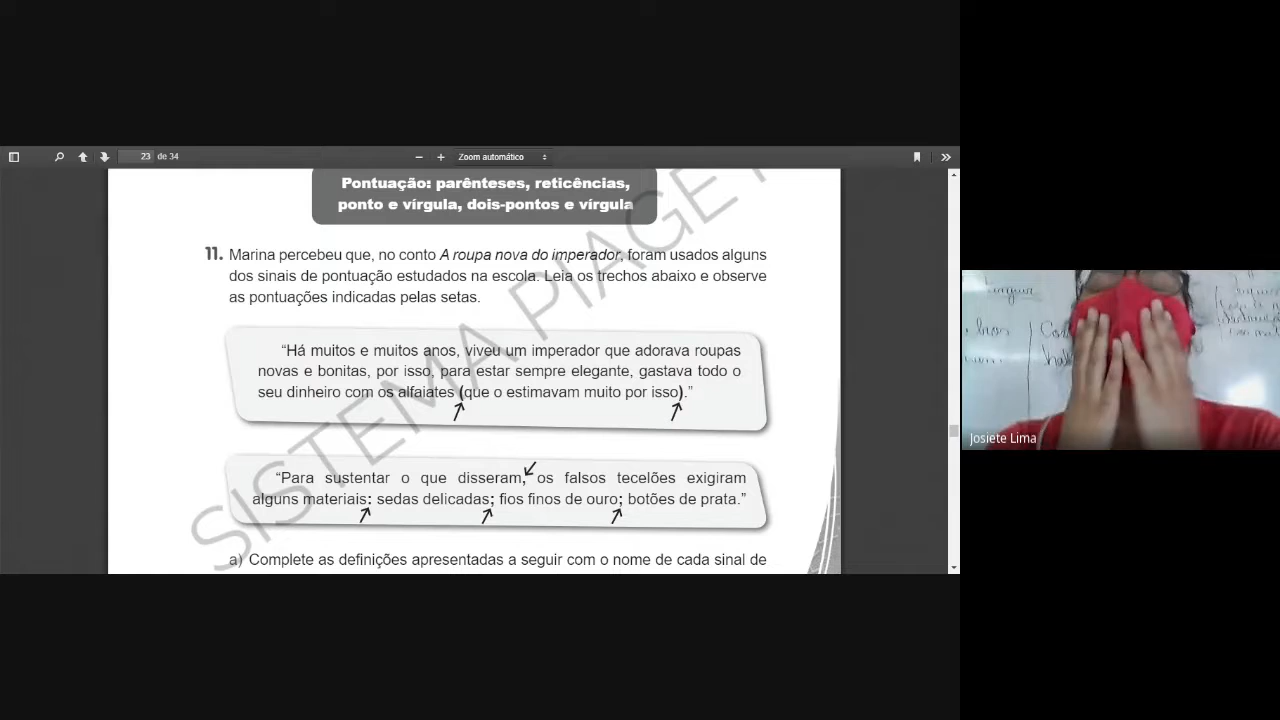 23 de 34
Zoom automático
Pontuação: parênteses, reticências,
ponto e vírgula, dois-pontos e vírgula
11. Marina percebeu que, no conto A roupa nova do imperador, foram usados alguns
dos sinais de pontuação estudados na escola. Leia os trechos abaixo e observe
as pontuações indicadas pelas setas.
“Há muitos e muitos anos, viveu um imperador que adorava roupas
novas e bonitas, por isso, para estar sempre elegante, gastava todo o
seu dinheiro com os alfaiates (que o estimavam muito por isso).”
“Para sustentar o que disseram, os falsos tecelões exigiram
alguns materiais: sedas delicadas; fios finos de ouro; botões de prata.”
a) Complete as definições apresentadas a seguir com o nome de cada sinal de
SISTEMA PIAGET
Josiete Lima